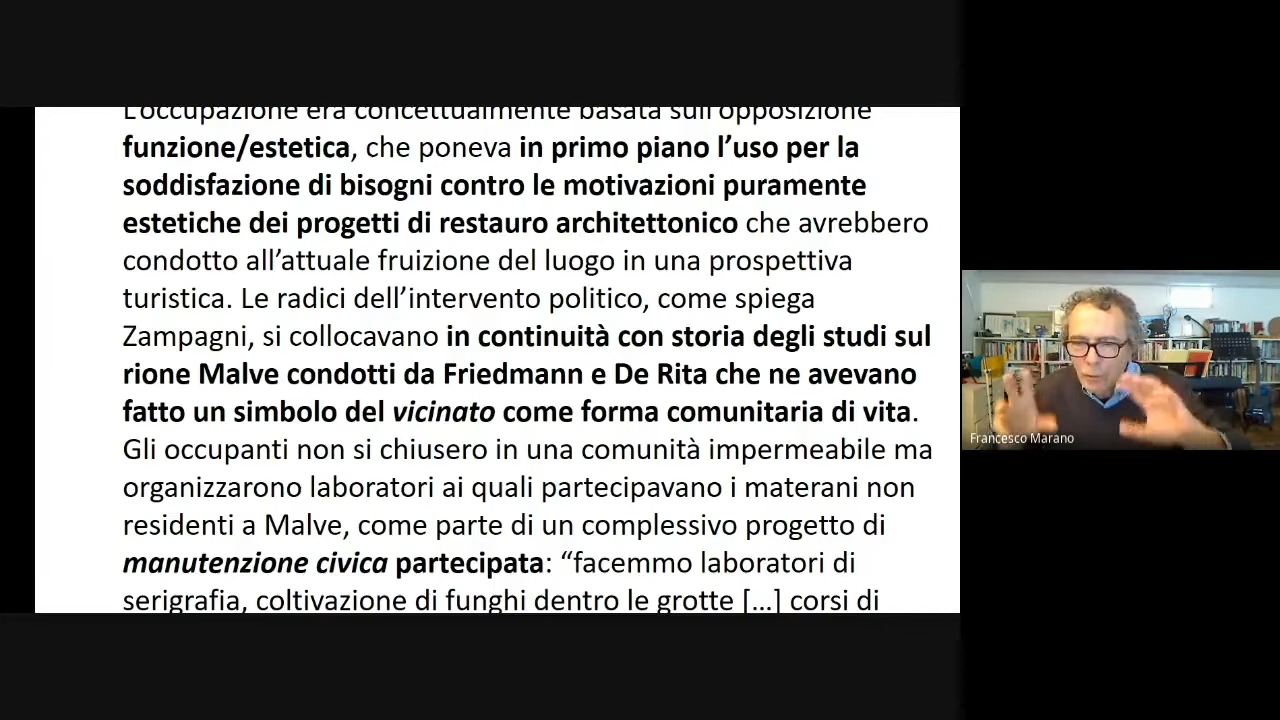 L'occupazione era concettualmente basata sull'opposizione
funzione/estetica, che poneva in primo piano l’uso per la
soddisfazione di bisogni contro le motivazioni puramente
estetiche dei progetti di restauro architettonico che avrebbero
condotto all’attuale fruizione del luogo in una prospettiva
turistica. Le radici dell’intervento politico, come spiega
Zampagni, si collocavano in continuità con storia degli studi sul
rione Malve condotti da Friedmann e De Rita che ne avevano
fatto un simbolo del vicinato come forma comunitaria di vita.
Gli occupanti non si chiusero in una comunità impermeabile ma
organizzarono laboratori ai quali partecipavano i materani non
residenti a Malve, come parte di un complessivo progetto di
manutenzione civica partecipata: “facemmo laboratori di
serigrafia, coltivazione di funghi dentro le grotte […] corsi di
Francesco Marano